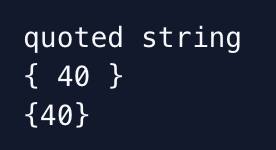 quoted string
{ 40 }
{40}